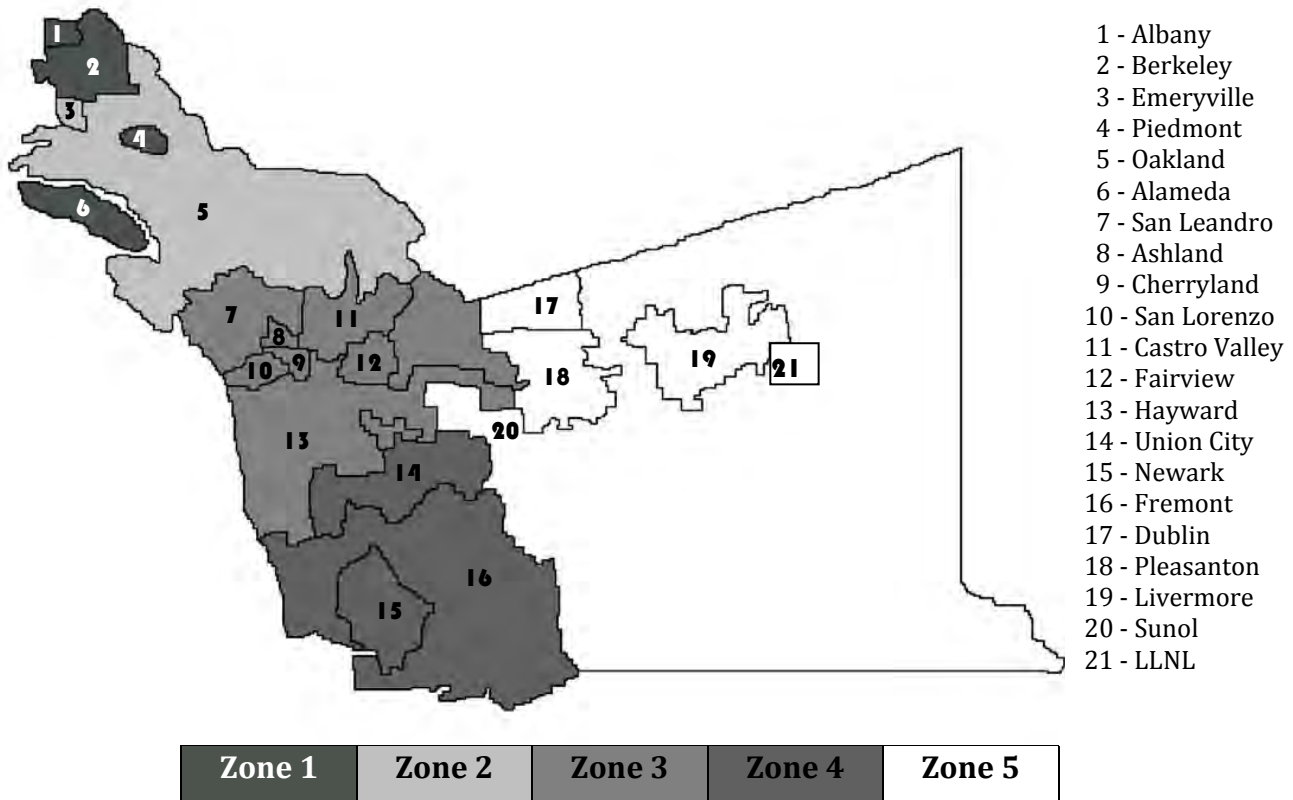 1
2
3
4
5
6
7
8
9
10
11
12
13
14
15
16
17
18
19
20
21
1 - Albany
2 - Berkeley
3 - Emeryville
4 - Piedmont
5 - Oakland
6 - Alameda
7 - San Leandro
8 - Ashland
9 - Cherryland
10 - San Lorenzo
11 - Castro Valley
12 - Fairview
13 - Hayward
14 - Union City
15 - Newark
16 - Fremont
17 - Dublin
18 - Pleasanton
19 - Livermore
20 - Sunol
21 - LLNL
Zone 1 Zone 2 Zone 3 Zone 4 Zone 5